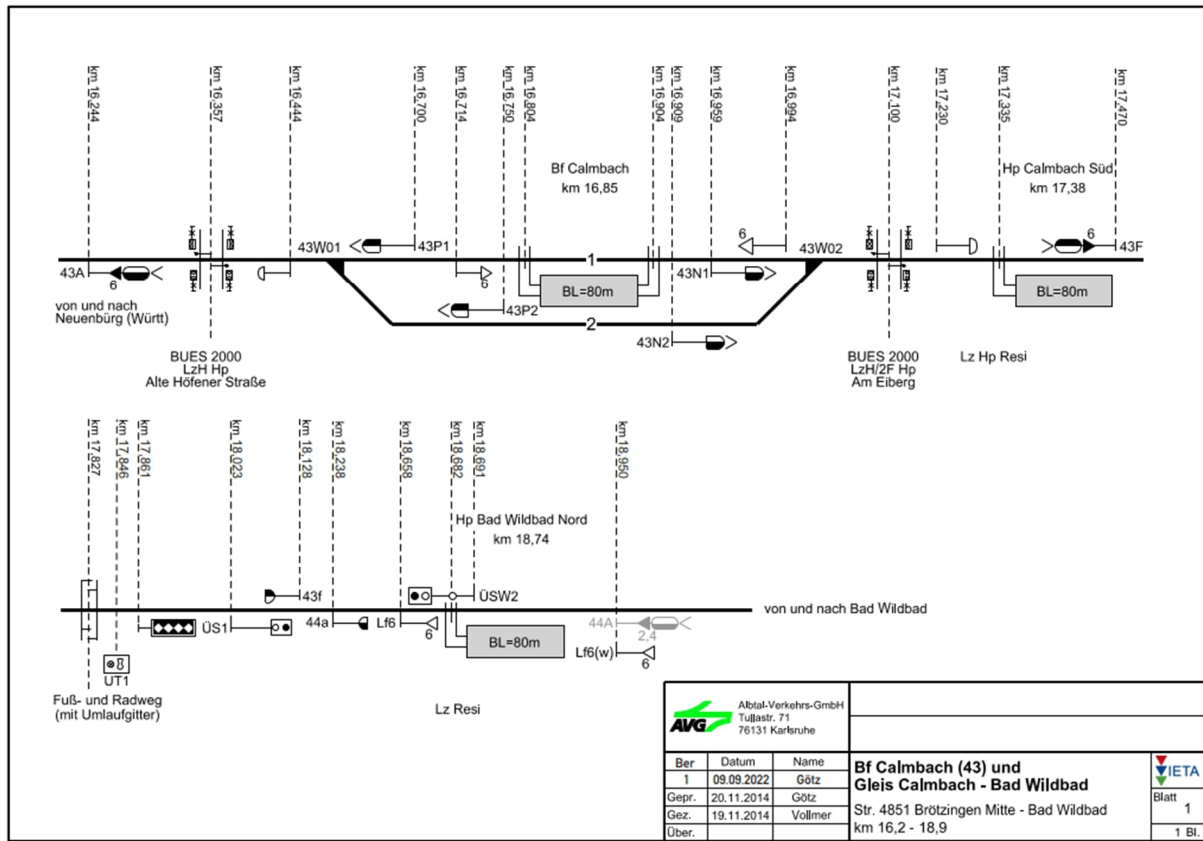 km 16,244
km 16,357
km 16,444
km 16,700
km 16,714
km 16,750
km 16,804
km 16,904
km 16,909
km 16,959
km 16,994
km 17,100
km 17,230
km 17,335
km 17,470
Bf Calmbach
km 16,85
Hp Calmbach Süd
km 17,38
43A
6
43W01
43P1
6
1
BL=80m
6
43N1
43W02
6
43F
BL=80m
von und nach
Neuenbürg (Württ)
43P2
2
43N2
BUES 2000
LzH Hp
Alte Höfener Straße
BUES 2000
LzH/2F Hp
Am Eiberg
Lz Hp Resi
km 17,827
km 17,846
km 17,861
km 18,023
km 18,128
km 18,238
km 18,658
km 18,682
km 18,691
km 18,950
Hp Bad Wildbad Nord
km 18,74
43f
ÜSW2
von und nach Bad Wildbad
ÜS1
44a
Lf6
6
BL=80m
44A
2,4
Lf6(w)
6
UT1
Fuß- und Radweg
(mit Umlaufgitter)
Lz Resi
AVG
Albtal-Verkehrs-GmbH
Tullastr. 71
76131 Karlsruhe
Ber Datum Name
1 09.09.2022 Götz
Gepr. 20.11.2014 Götz
Gez. 19.11.2014 Vollmer
Über.
Bf Calmbach (43) und
Gleis Calmbach - Bad Wildbad
Str. 4851 Brötzingen Mitte - Bad Wildbad
km 16,2 - 18,9
IETA
Blatt
1
1 Bl.